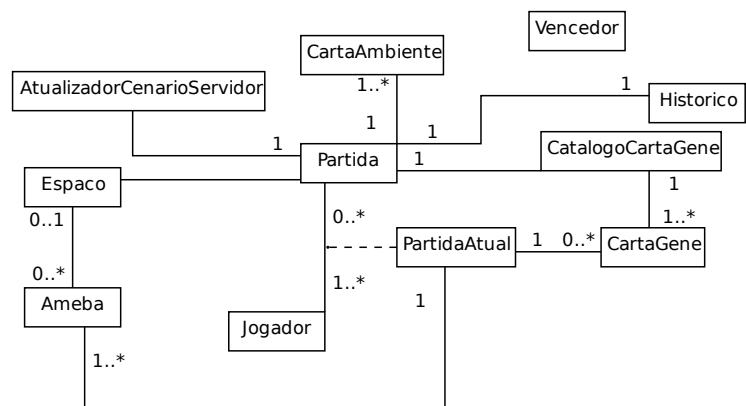 Vencedor
CartaAmbiente
AtualizadorCenarioServidor
1..*
1
Historico
1
1
1
Partida
1
CatalogoCartaGene
Espaco
1
0..1
0..*
1..*
PartidaAtual
1
0..*
CartaGene
0..*
1..*
Ameba
1
Jogador
1..*